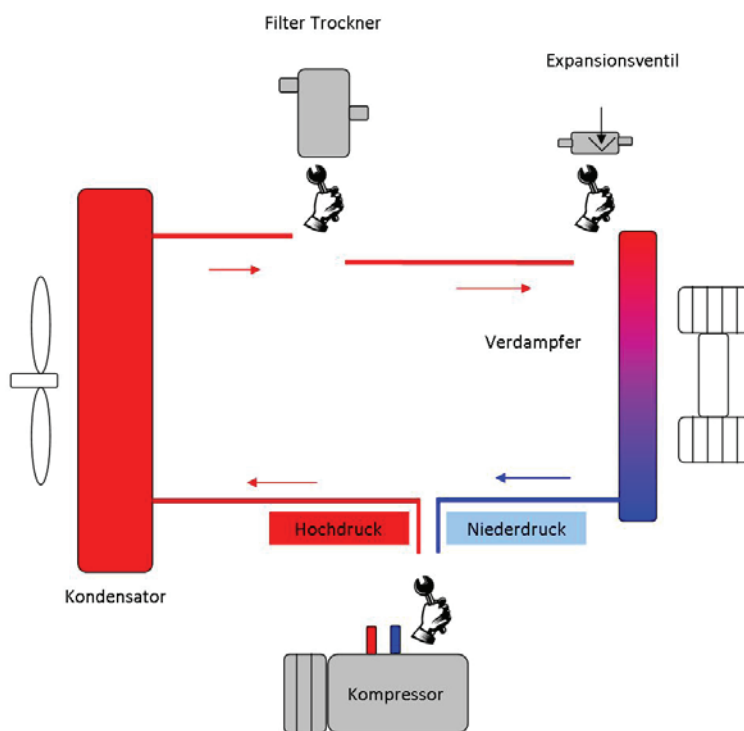 Filter Trockner
Expansionsventil
Verdampfer
Hochdruck
Niederdruck
Kondensator
Kompressor